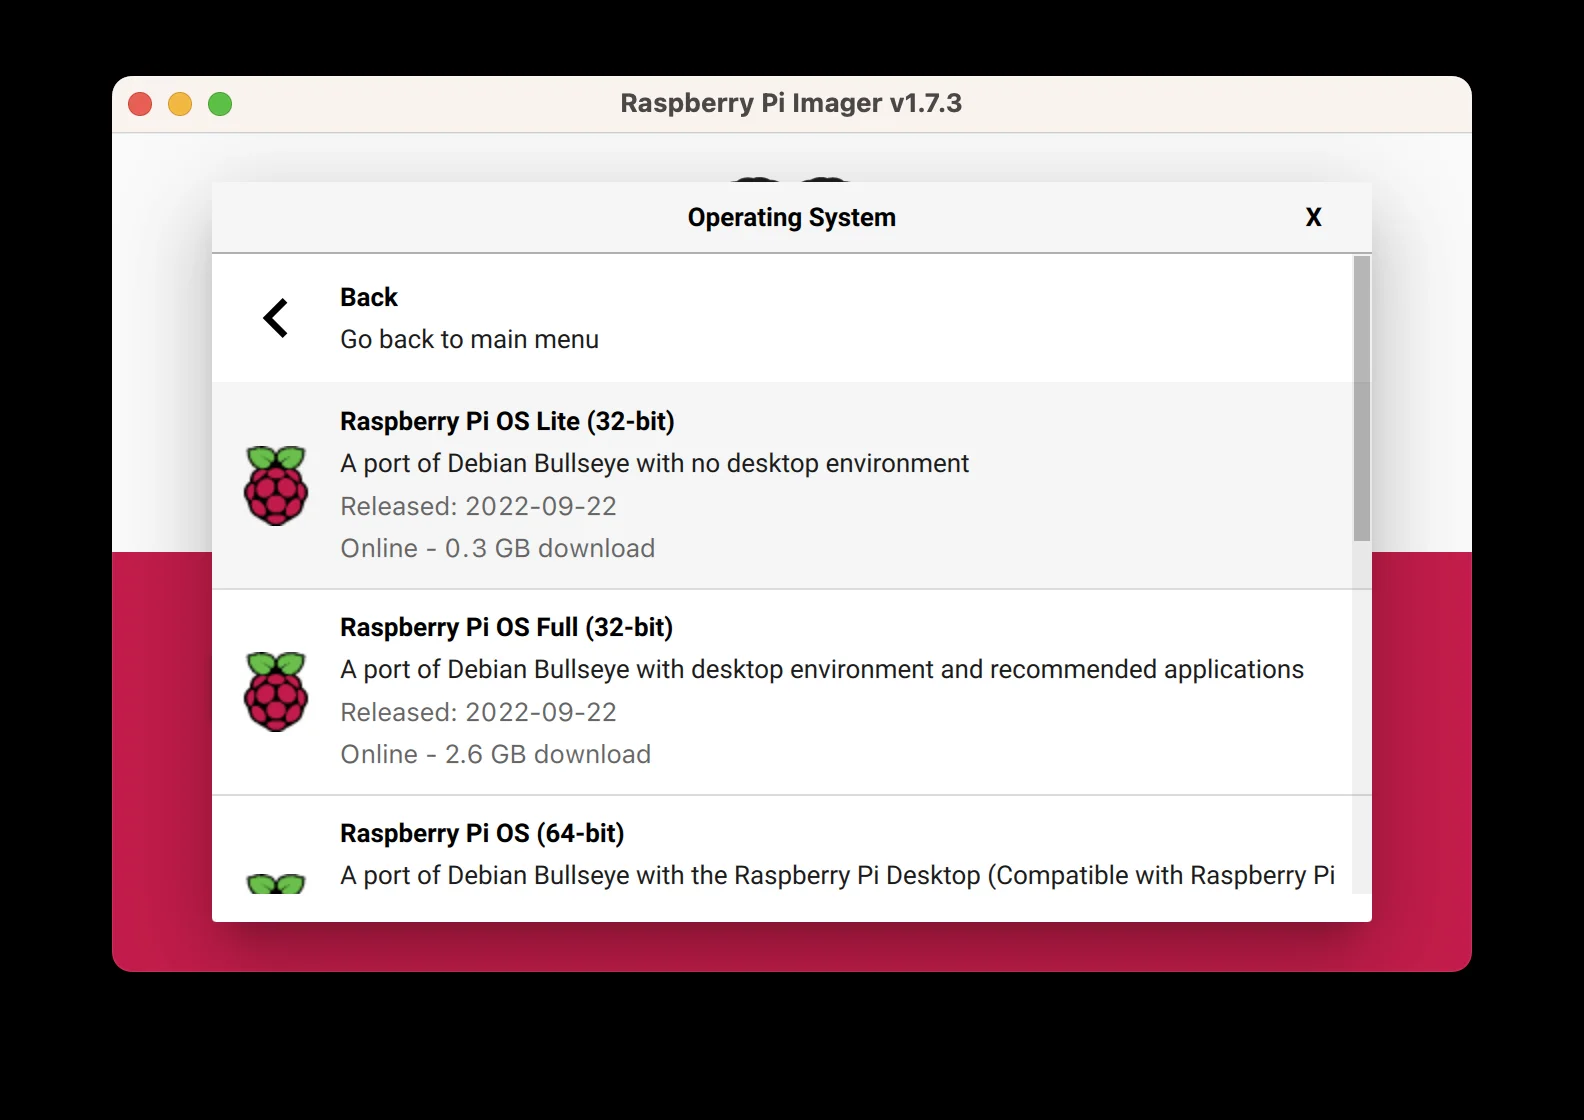 Raspberry Pi Imager v1.7.3
Operating System
X
Back
Go back to main menu
Raspberry Pi OS Lite (32-bit)
A port of Debian Bullseye with no desktop environment
Released: 2022-09-22
Online - 0.3 GB download
Raspberry Pi OS Full (32-bit)
A port of Debian Bullseye with desktop environment and recommended applications
Released: 2022-09-22
Online - 2.6 GB download
Raspberry Pi OS (64-bit)
A port of Debian Bullseye with the Raspberry Pi Desktop (Compatible with Raspberry Pi